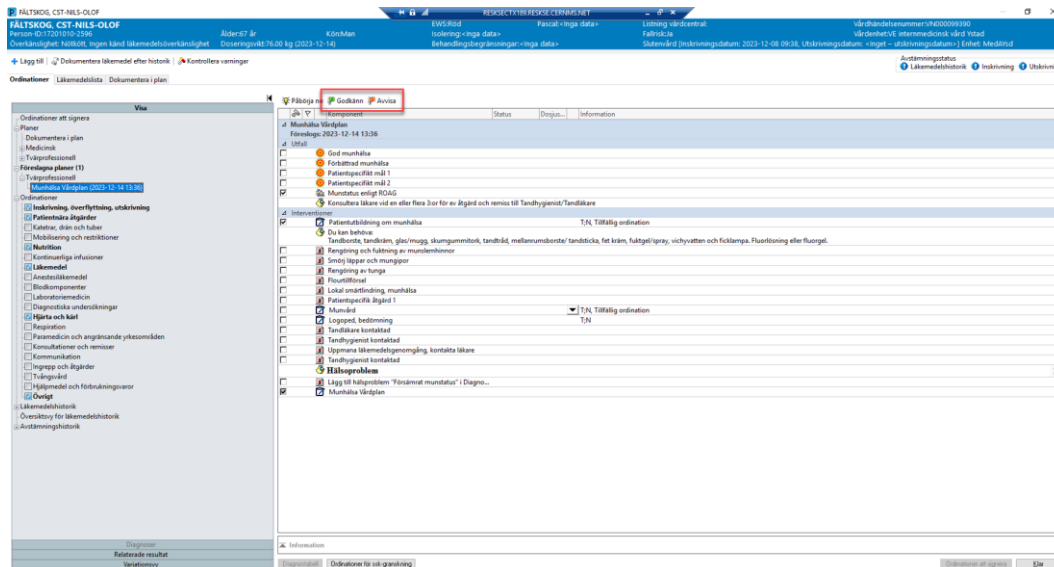 FÄLTSKOG, CST-NILS-OLOF
RESKSECTX189.RESKSE.CERNMS.NET
FÄLTSKOG, CST-NILS-OLOF
EWS:Röd
Pascal:<Inga data>
Listning vårdcentral:
Vårdhändelsenummer:VN000099390
Person-ID:17201010-2596
Ålder:67 år
Kön:Man
Isolering:<Inga data>
Fallrisk:Ja
Vårdenhet:VE internmedicinsk vård Ystad
Överkänslighet: Nötkött, Ingen känd läkemedelsöverkänslighet
Doseringsvikt:76.00 kg (2023-12-14)
Behandlingsbegränsningar:<Inga data>
Slutenvård [Inskrivningsdatum: 2023-12-08 09:38, Utskrivningsdatum: <Inget – utskrivningsdatum>] Enhet: MedAVsd
Lägg till
Dokumentera läkemedel efter historik
Kontrollera varningar
Avstämningsstatus
Läkemedelshistorik
Inskrivning
Utskrivni
Ordinationer
Läkemedelslista
Dokumentera i plan
Visa
Ordinationer att signera
Planer
Dokumentera i plan
Medicinsk
Tvärprofessionell
Föreslagna planer (1)
Tvärprofessionell
Munhälsa Vårdplan (2023-12-14 13:36)
Ordinationer
Inskrivning, överflyttning, utskrivning
Patientnära åtgärder
Katetrar, drän och tuber
Mobilisering och restriktioner
Nutrition
Kontinuerliga infusioner
Läkemedel
Anestesiläkemedel
Blodkomponenter
Laboratoriemedicin
Diagnostiska undersökningar
Hjärta och kärl
Respiration
Paramedicin och angränsande yrkesområden
Konsultationer och remisser
Kommunikation
Ingrepp och åtgärder
Tvångsvård
Hjälpmedel och förbrukningsvaror
Övrigt
Läkemedelshistorik
Översiktsvy för läkemedelshistorik
Avstämningshistorik
Diagnoser
Relaterade resultat
Variationsvy
Påbörja nu
Godkänn
Avvisa
Komponent
Status
Dosjus...
Information
Munhälsa Vårdplan
Föreslogs: 2023-12-14 13:36
Utfall
God munhälsa
Förbättrad munhälsa
Patientspecifikt mål 1
Patientspecifikt mål 2
Munstatus enligt ROAG
Konsultera läkare vid en eller flera 3:or för ev åtgärd och remiss till Tandhygienist/Tandläkare
Interventioner
Patientutbildning om munhälsa
T;N, Tillfällig ordination
Du kan behöva:
Tandborste, tandkräm, glas/mugg, skumgummitork, tandtråd, mellanrumsborste/ tandsticka, fet kräm, fuktgel/spray, vichyvatten och ficklampa. Fluorlösning eller fluorgel.
Rengöring och fuktning av munslemhinnor
Smörj läppar och mungipor
Rengöring av tunga
Flourtillförsel
Lokal smärtlindring, munhälsa
Patientspecifik åtgärd 1
Munvård
T;N, Tillfällig ordination
Logoped, bedömning
T;N
Tandläkare kontaktad
Tandhygienist kontaktad
Uppmana läkemedelsgenomgång, kontakta läkare
Tandhygienist kontaktad
Hälsoproblem
Lägg till hälsoproblem "Försämrat munstatus" i Diagno...
Munhälsa Vårdplan
Information
Diagnostabell
Ordinationer för ssk-granskning
Ordinationer att signera
Klar